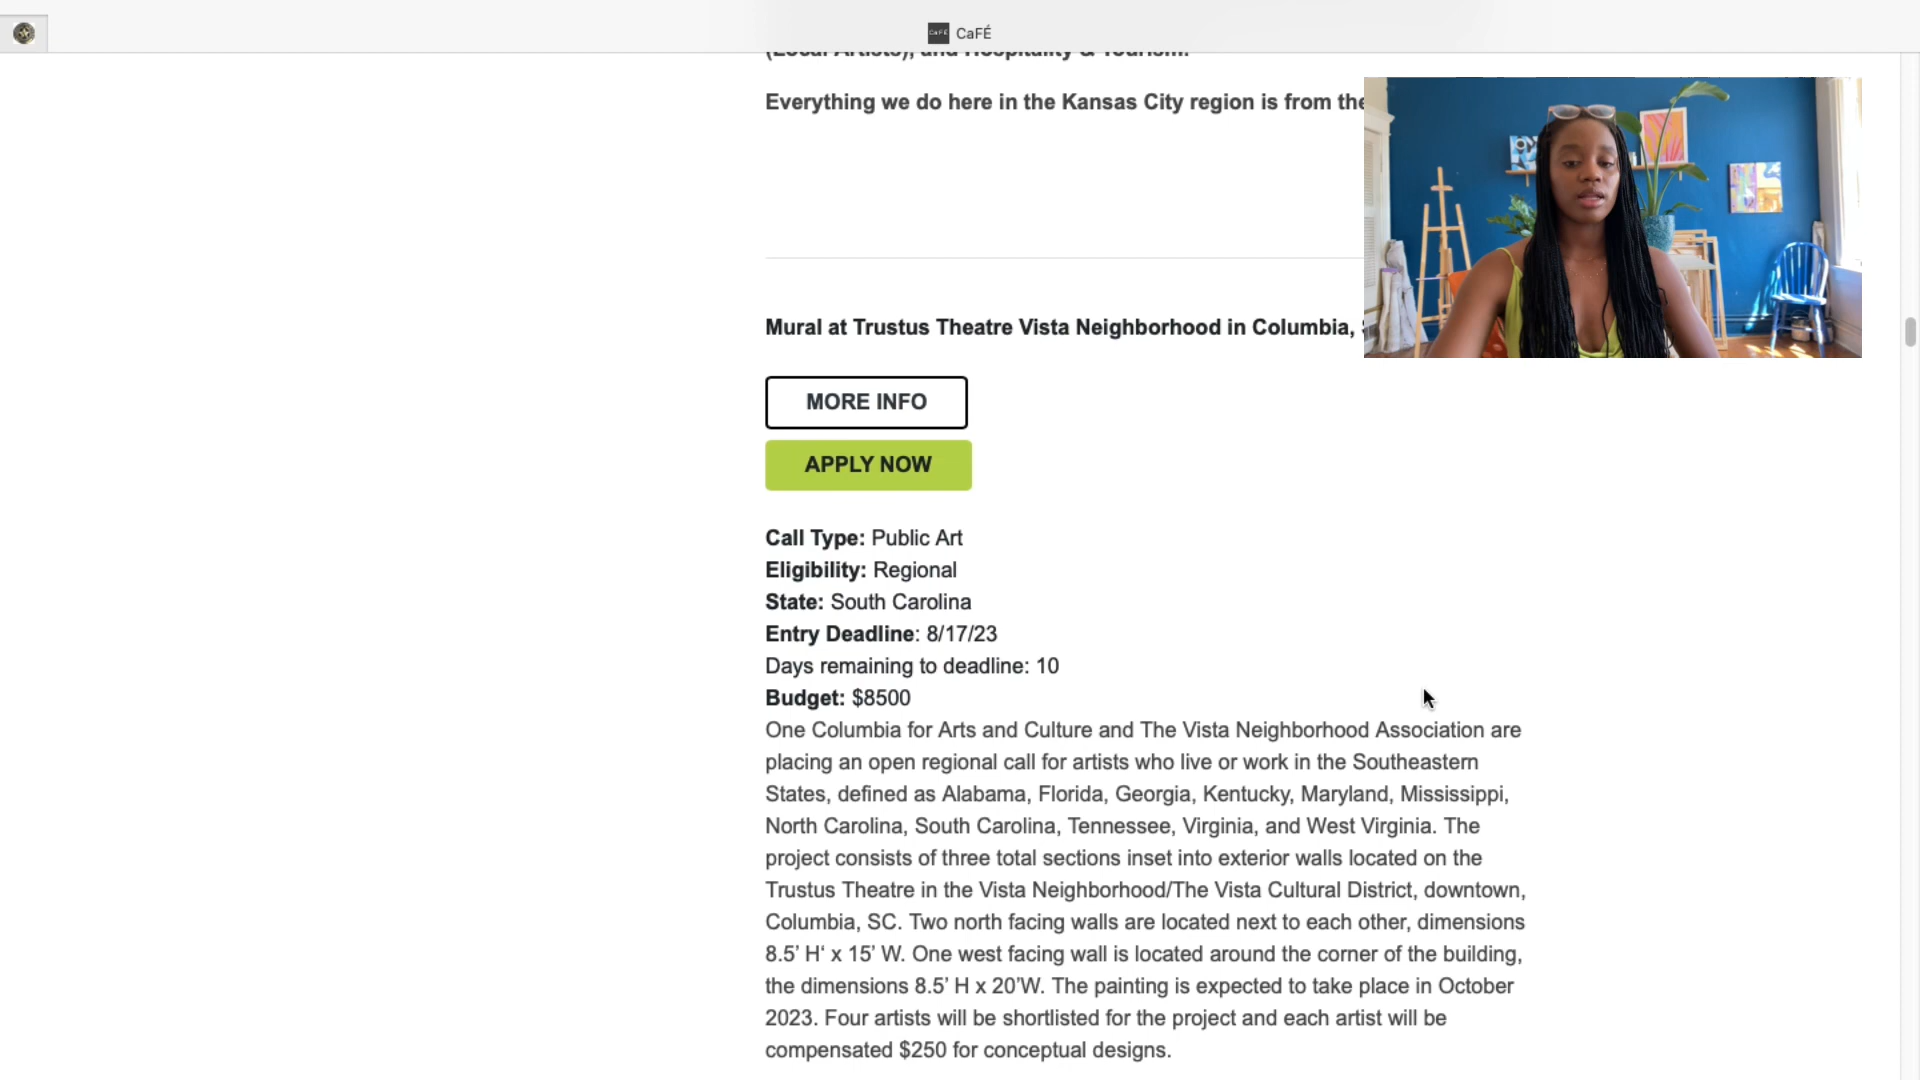 CaFÉ
(Local Artists), and Hospitality & Tourism.
Everything we do here in the Kansas City region is from the
Mural at Trustus Theatre Vista Neighborhood in Columbia,
MORE INFO
APPLY NOW
Call Type: Public Art
Eligibility: Regional
State: South Carolina
Entry Deadline: 8/17/23
Days remaining to deadline: 10
Budget: $8500
One Columbia for Arts and Culture and The Vista Neighborhood Association are
placing an open regional call for artists who live or work in the Southeastern
States, defined as Alabama, Florida, Georgia, Kentucky, Maryland, Mississippi,
North Carolina, South Carolina, Tennessee, Virginia, and West Virginia. The
project consists of three total sections inset into exterior walls located on the
Trustus Theatre in the Vista Neighborhood/The Vista Cultural District, downtown,
Columbia, SC. Two north facing walls are located next to each other, dimensions
8.5’ H‘ x 15’ W. One west facing wall is located around the corner of the building,
the dimensions 8.5’ H x 20’W. The painting is expected to take place in October
2023. Four artists will be shortlisted for the project and each artist will be
compensated $250 for conceptual designs.